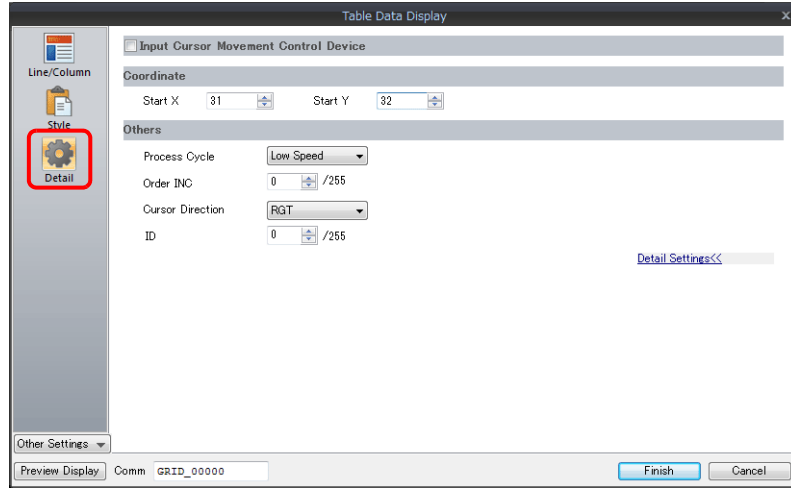 Table Data Display
Line/Column
Style
Detail
Input Cursor Movement Control Device
Coordinate
Start X 31 Start Y 32
Others
Process Cycle Low Speed
Order INC 0 /255
Cursor Direction RGT
ID 0 /255
Detail Settings<<
Other Settings
Preview Display Comm GRID_00000 Finish Cancel